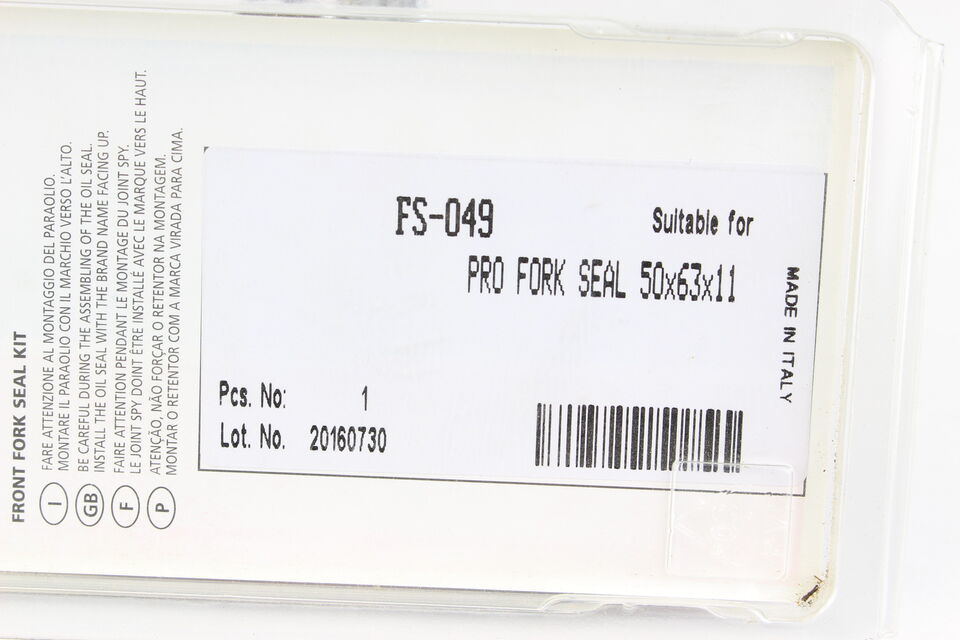 FRONT FORK SEAL KIT
I
FARE ATTENZIONE AL MONTAGGIO DEL PARAOLIO.
MONTARE IL PARAOLIO CON IL MARCHIO VERSO L'ALTO.
GB
BE CAREFUL DURING THE ASSEMBLING OF THE OIL SEAL.
INSTALL THE OIL SEAL WITH THE BRAND NAME FACING UP.
F
FAIRE ATTENTION PENDANT LE MONTAGE DU JOINT SPY.
LE JOINT SPY DOINT ÊTRE INSTALLÉ AVEC LE MARQUE VERS LE HAUT.
P
ATENÇAO, NÃO FORÇAR O RETENTOR NA MONTAGEM.
MONTAR O RETENTOR COM A MARCA VIRADA PARA CIMA.
FS-049
Suitable for
PRO FORK SEAL 50x63x11
MADE IN ITALY
Pcs. No: 1
Lot. No. 20160730